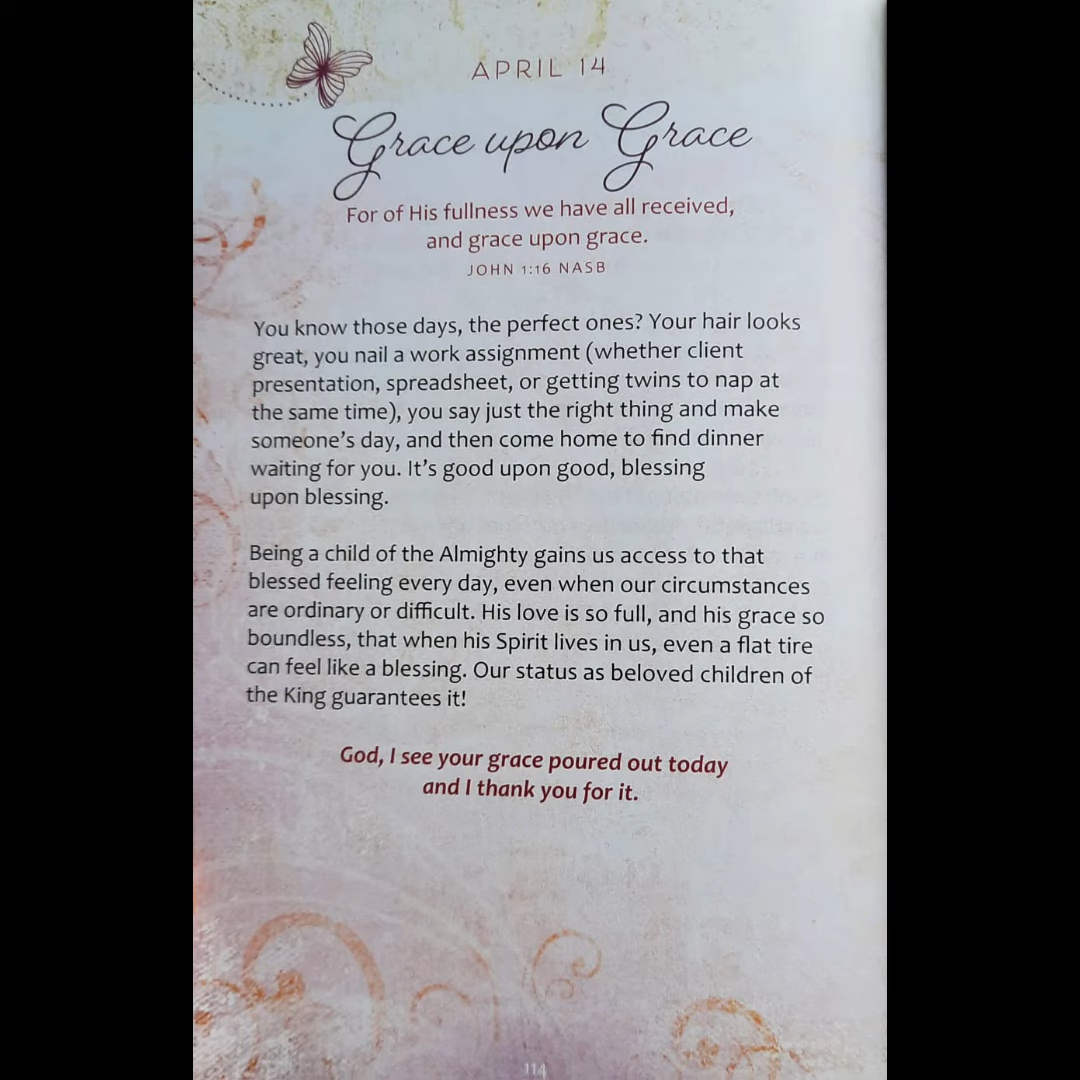 APRIL 14
Grace upon Grace
For of His fullness we have all received,
and grace upon grace.
JOHN 1:16 NASB
You know those days, the perfect ones? Your hair looks
great, you nail a work assignment (whether client
presentation, spreadsheet, or getting twins to nap at
the same time), you say just the right thing and make
someone's day, and then come home to find dinner
waiting for you. It's good upon good, blessing
upon blessing.
Being a child of the Almighty gains us access to that
blessed feeling every day, even when our circumstances
are ordinary or difficult. His love is so full, and his grace so
boundless, that when his Spirit lives in us, even a flat tire
can feel like a blessing. Our status as beloved children of
the King guarantees it!
God, I see your grace poured out today
and I thank you for it.
114